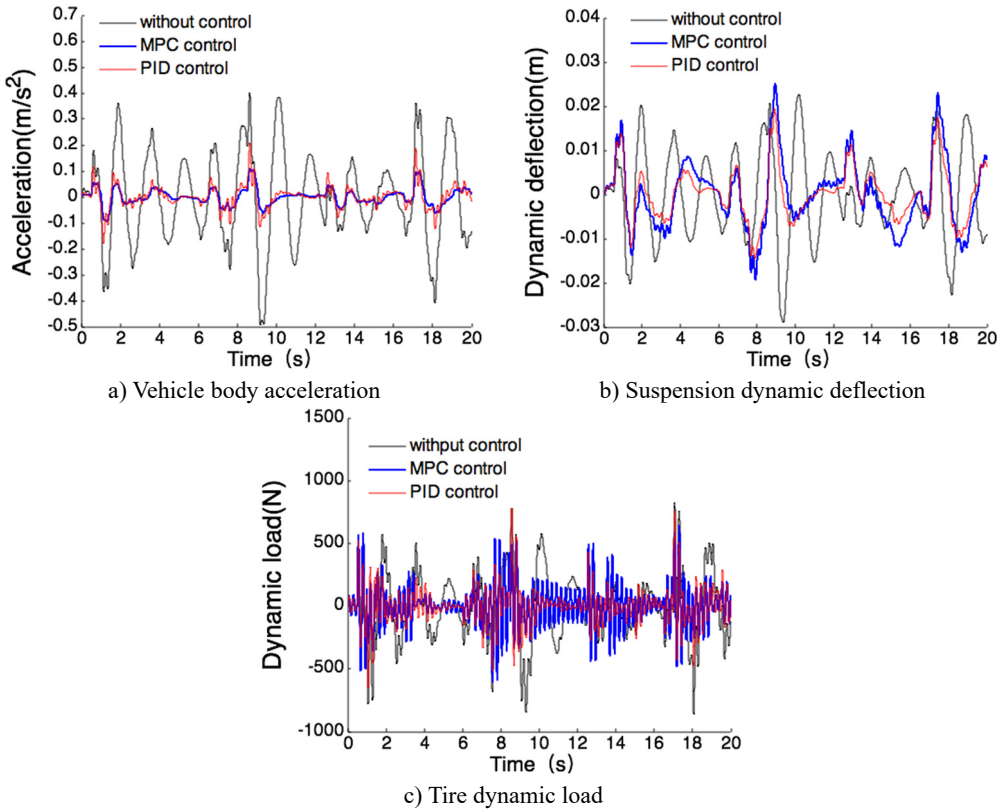 0.7
0.6
0.5
0.4
0.3
0.2
0.1
0
-0.1
-0.2
-0.3
-0.4
-0.5
Acceleration(m/s²)
without control
MPC control
PID control
0 2 4 6 8 10 12 14 16 18 20
Time (s)
a) Vehicle body acceleration
0.04
0.03
0.02
0.01
0
-0.01
-0.02
-0.03
Dynamic deflection(m)
without control
MPC control
PID control
0 2 4 6 8 10 12 14 16 18 20
Time (s)
b) Suspension dynamic deflection
1500
1000
500
0
-500
-1000
Dynamic load(N)
withput control
MPC control
PID control
0 2 4 6 8 10 12 14 16 18 20
Time (s)
c) Tire dynamic load